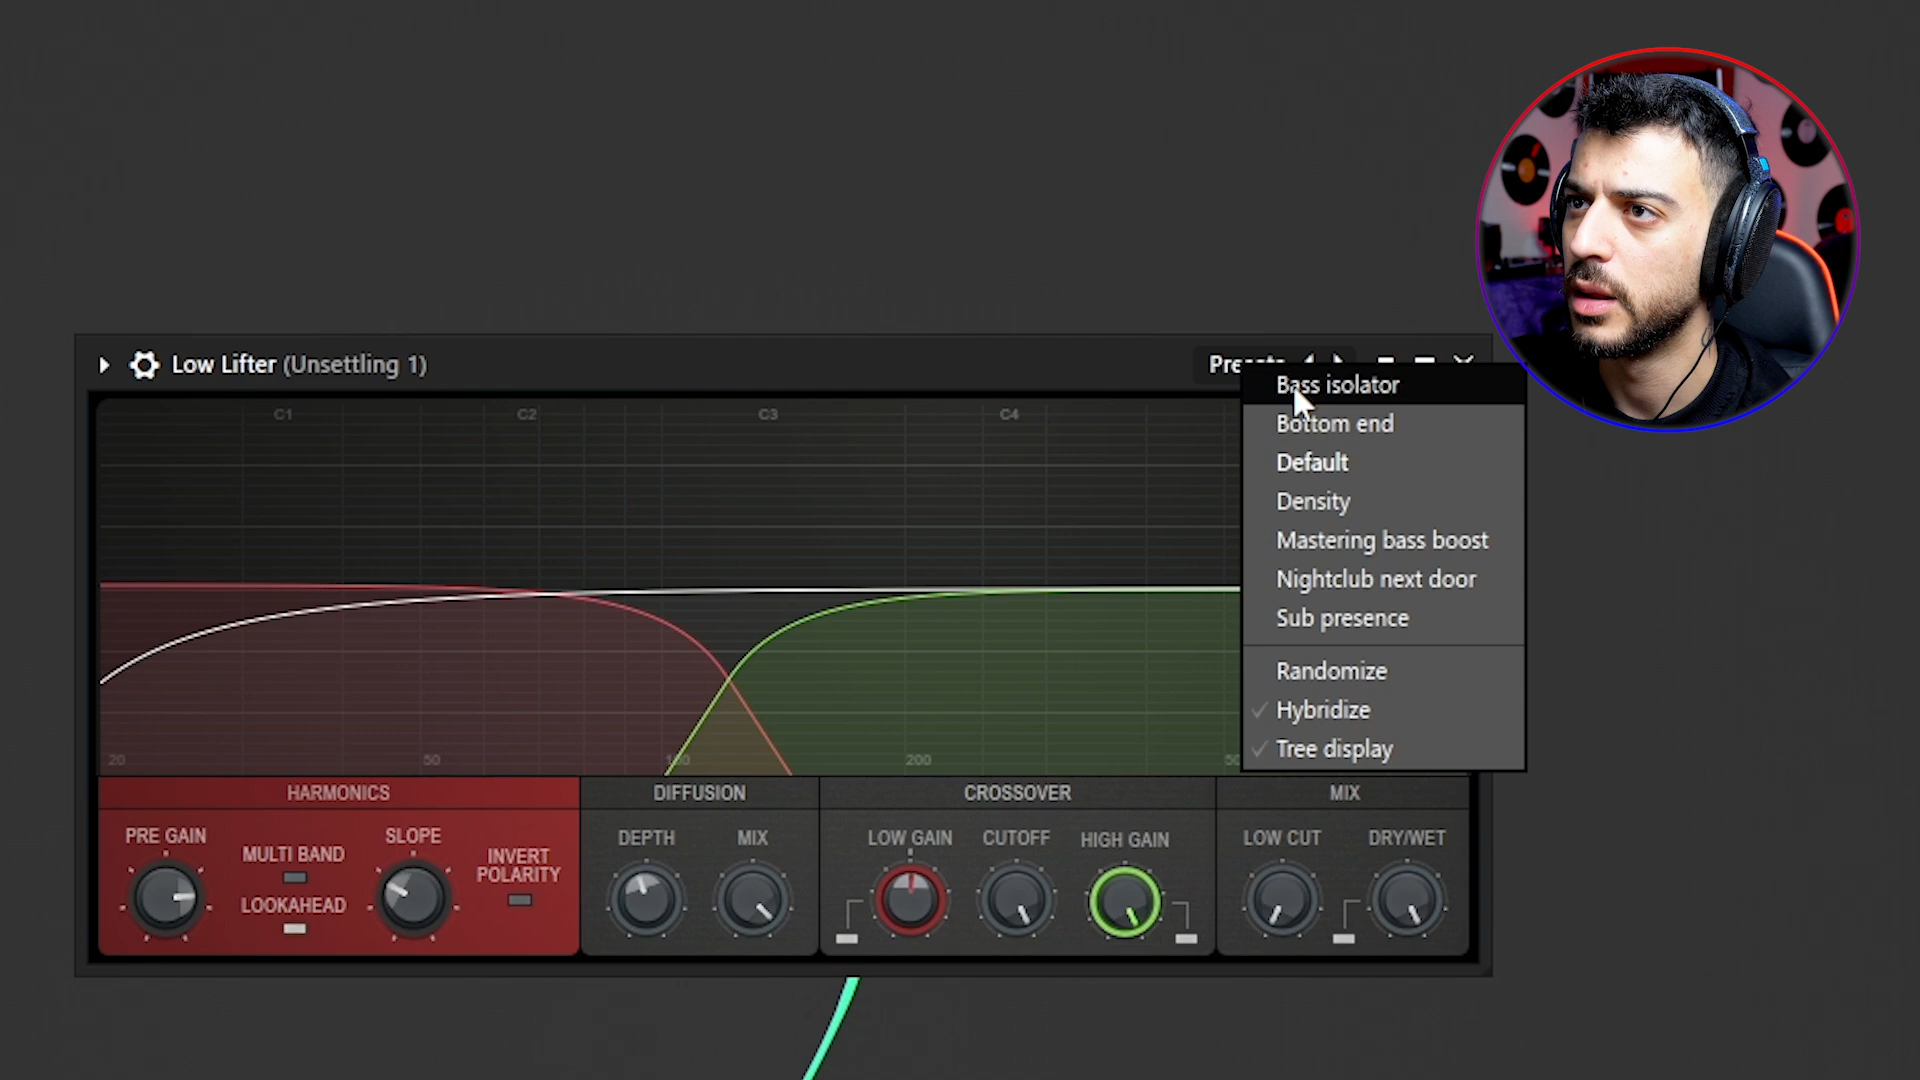 Low Lifter (Unsettling 1)
Presets
Bass isolator
Bottom end
Default
Density
Mastering bass boost
Nightclub next door
Sub presence
Randomize
Hybridize
Tree display
C1 C2 C3 C4
20 50 100 200
HARMONICS DIFFUSION CROSSOVER MIX
PRE GAIN
MULTI BAND
LOOKAHEAD
SLOPE
INVERT
POLARITY
DEPTH MIX
LOW GAIN CUTOFF HIGH GAIN
LOW CUT DRY/WET